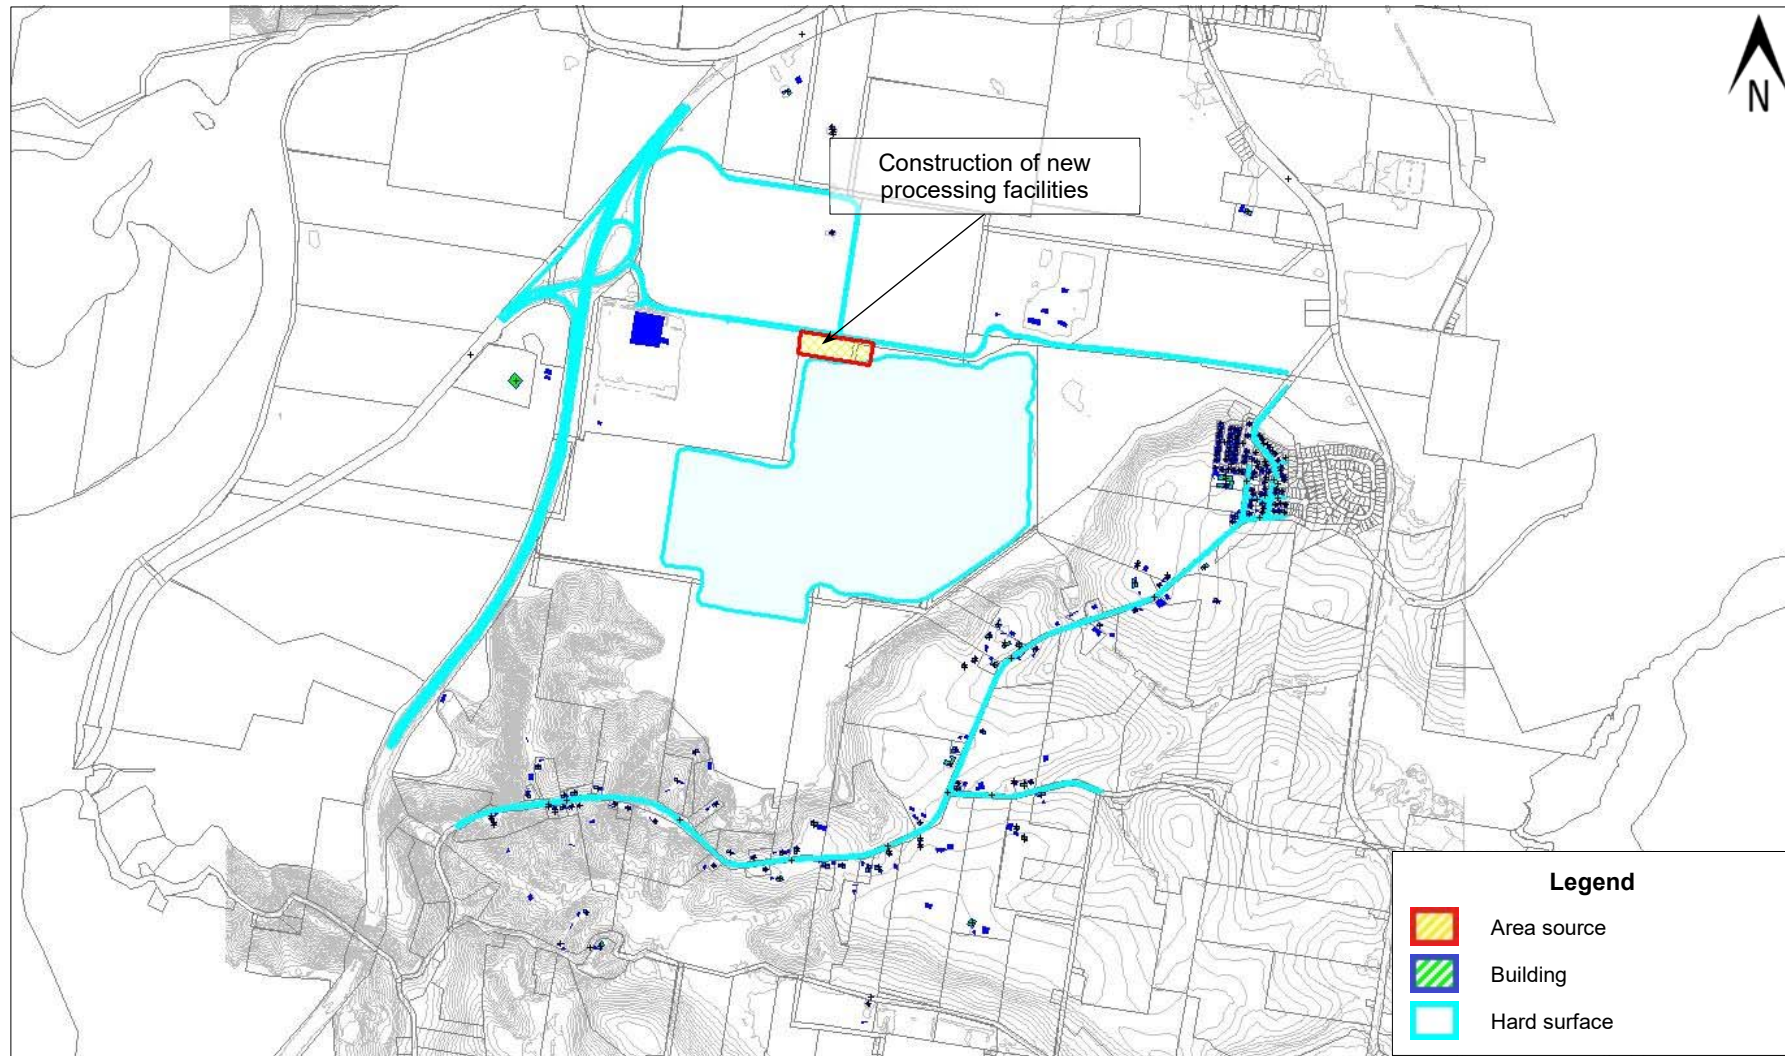 N
Construction of new
processing facilities
Legend
Area source
Building
Hard surface